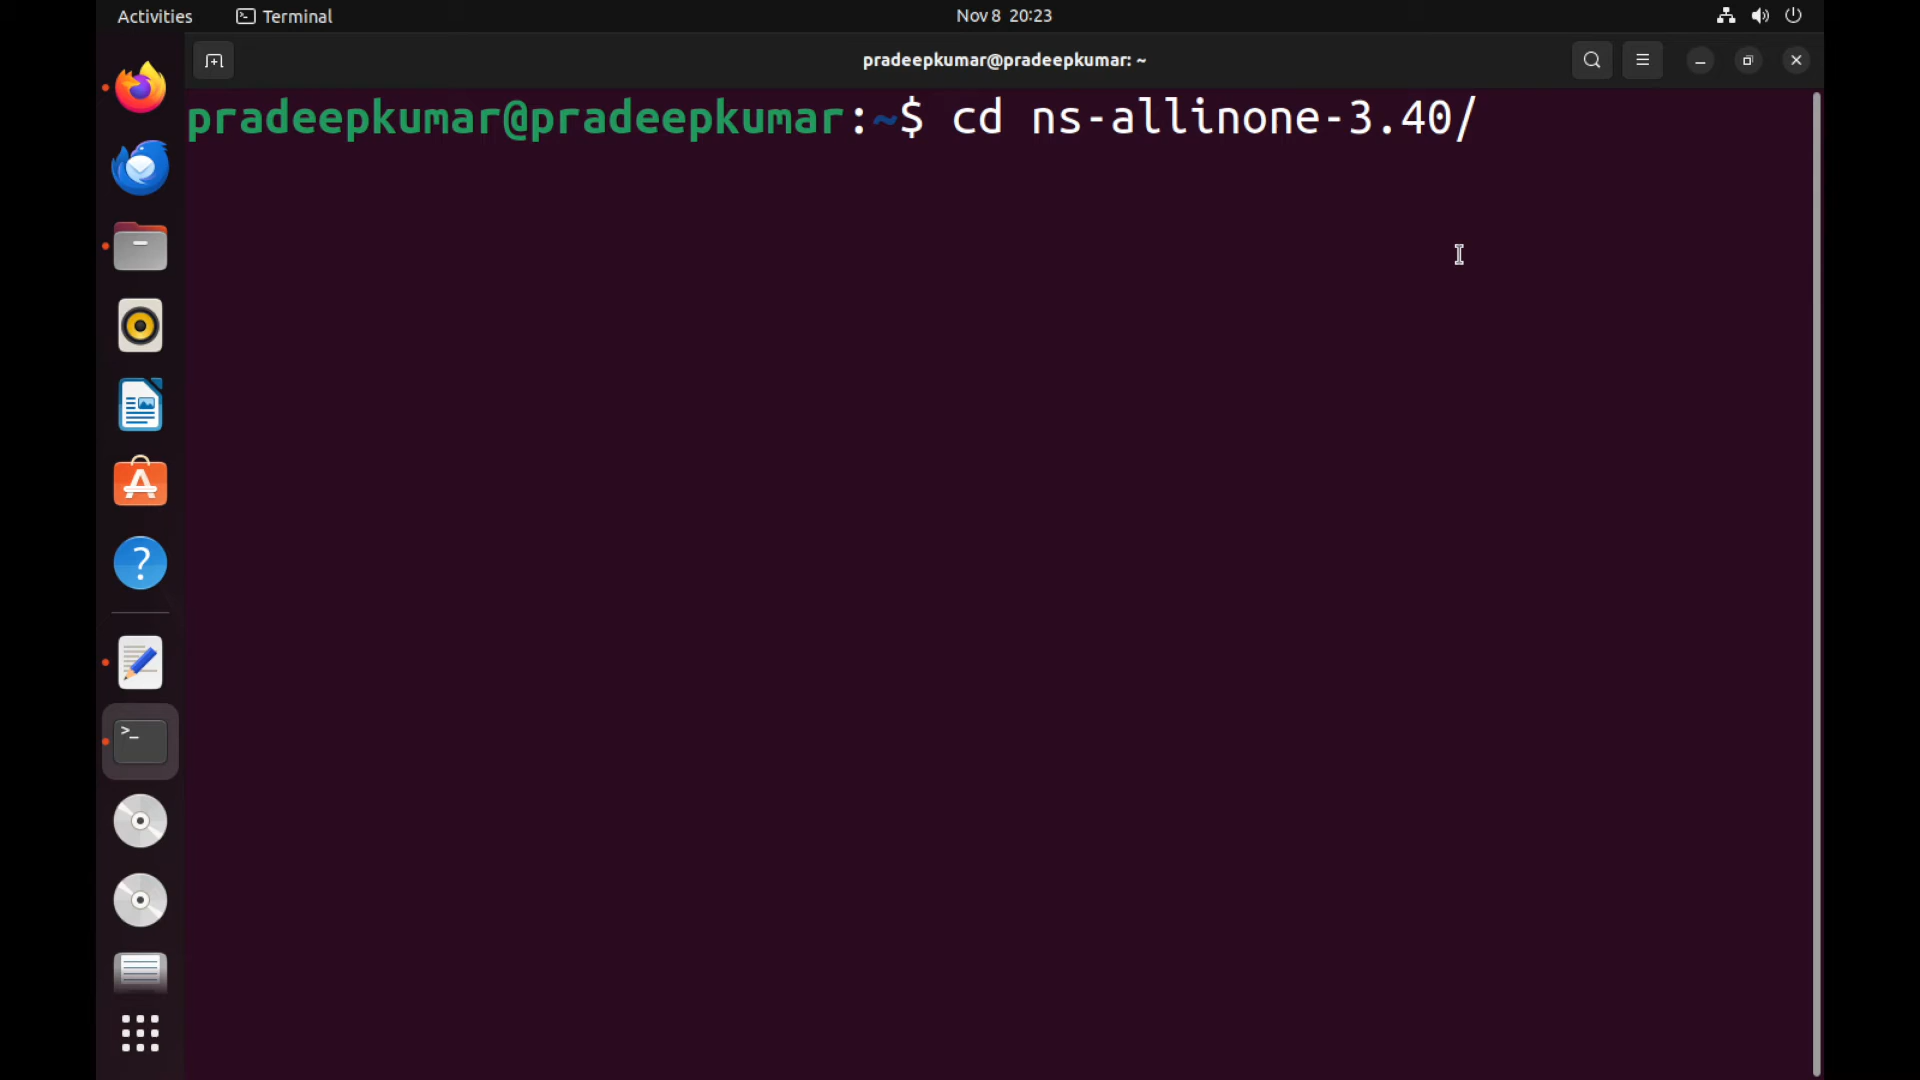 Activities Terminal Nov 8 20:23
pradeepkumar@pradeepkumar: ~
pradeepkumar@pradeepkumar:~$ cd ns-allinone-3.40/